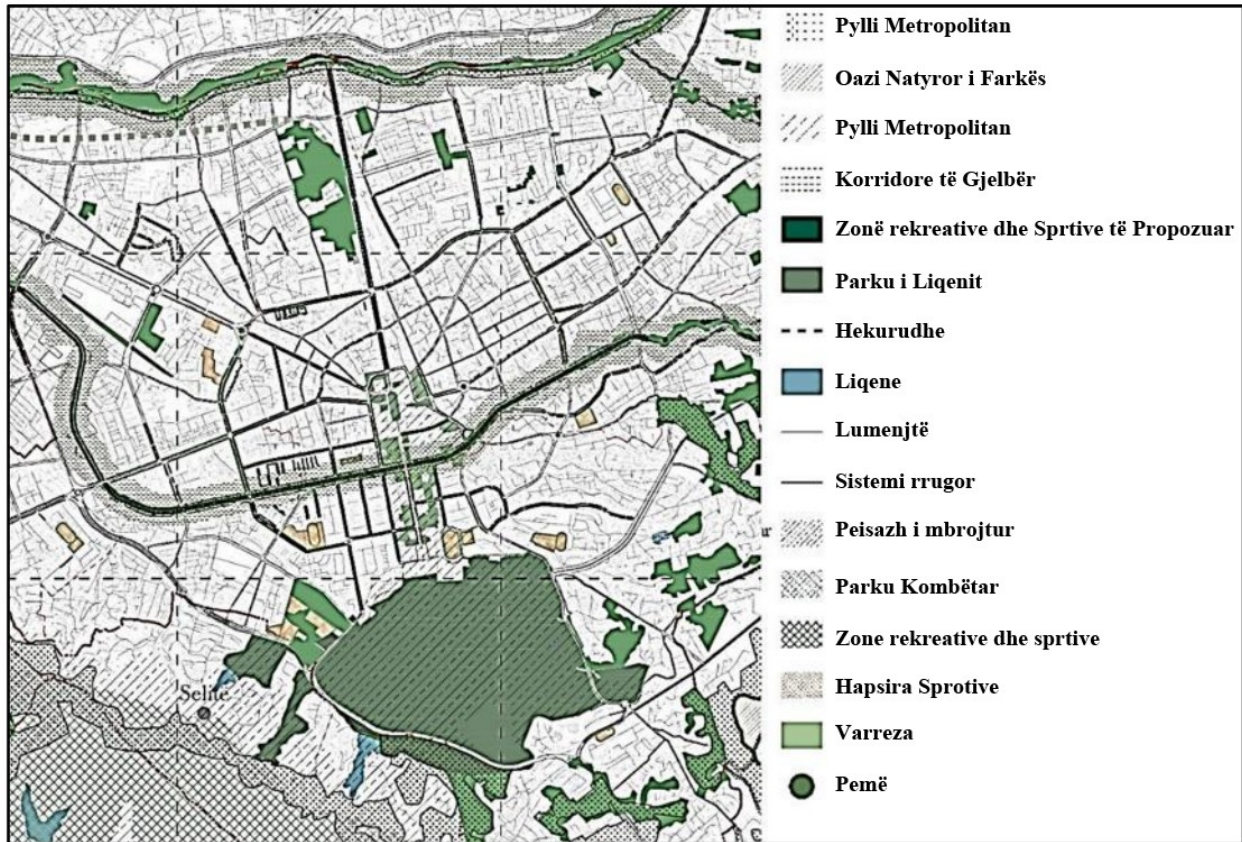 Pylli Metropolitan
Oazi Natyror i Farkës
Pylli Metropolitan
Korridore të Gjelbër
Zonë rekreative dhe Sprtive të Propozuar
Parku i Liqenit
Hekurudhe
Liqene
Lumenjtë
Sistemi rrugor
Peisazh i mbrojtur
Parku Kombëtar
Zone rekreative dhe sprtive
Hapsira Sprotive
Varreza
Pemë
Selitë